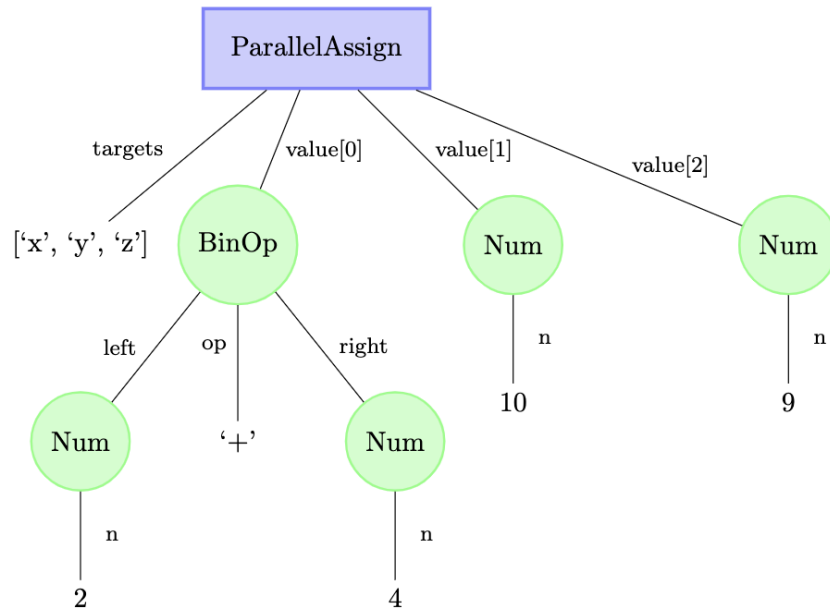 ParallelAssign
targets
value[0]
value[1]
value[2]
[‘x’, ‘y’, ‘z’]
BinOp
Num
Num
left
op
right
n
n
10
9
Num
‘+’
Num
n
n
2
4